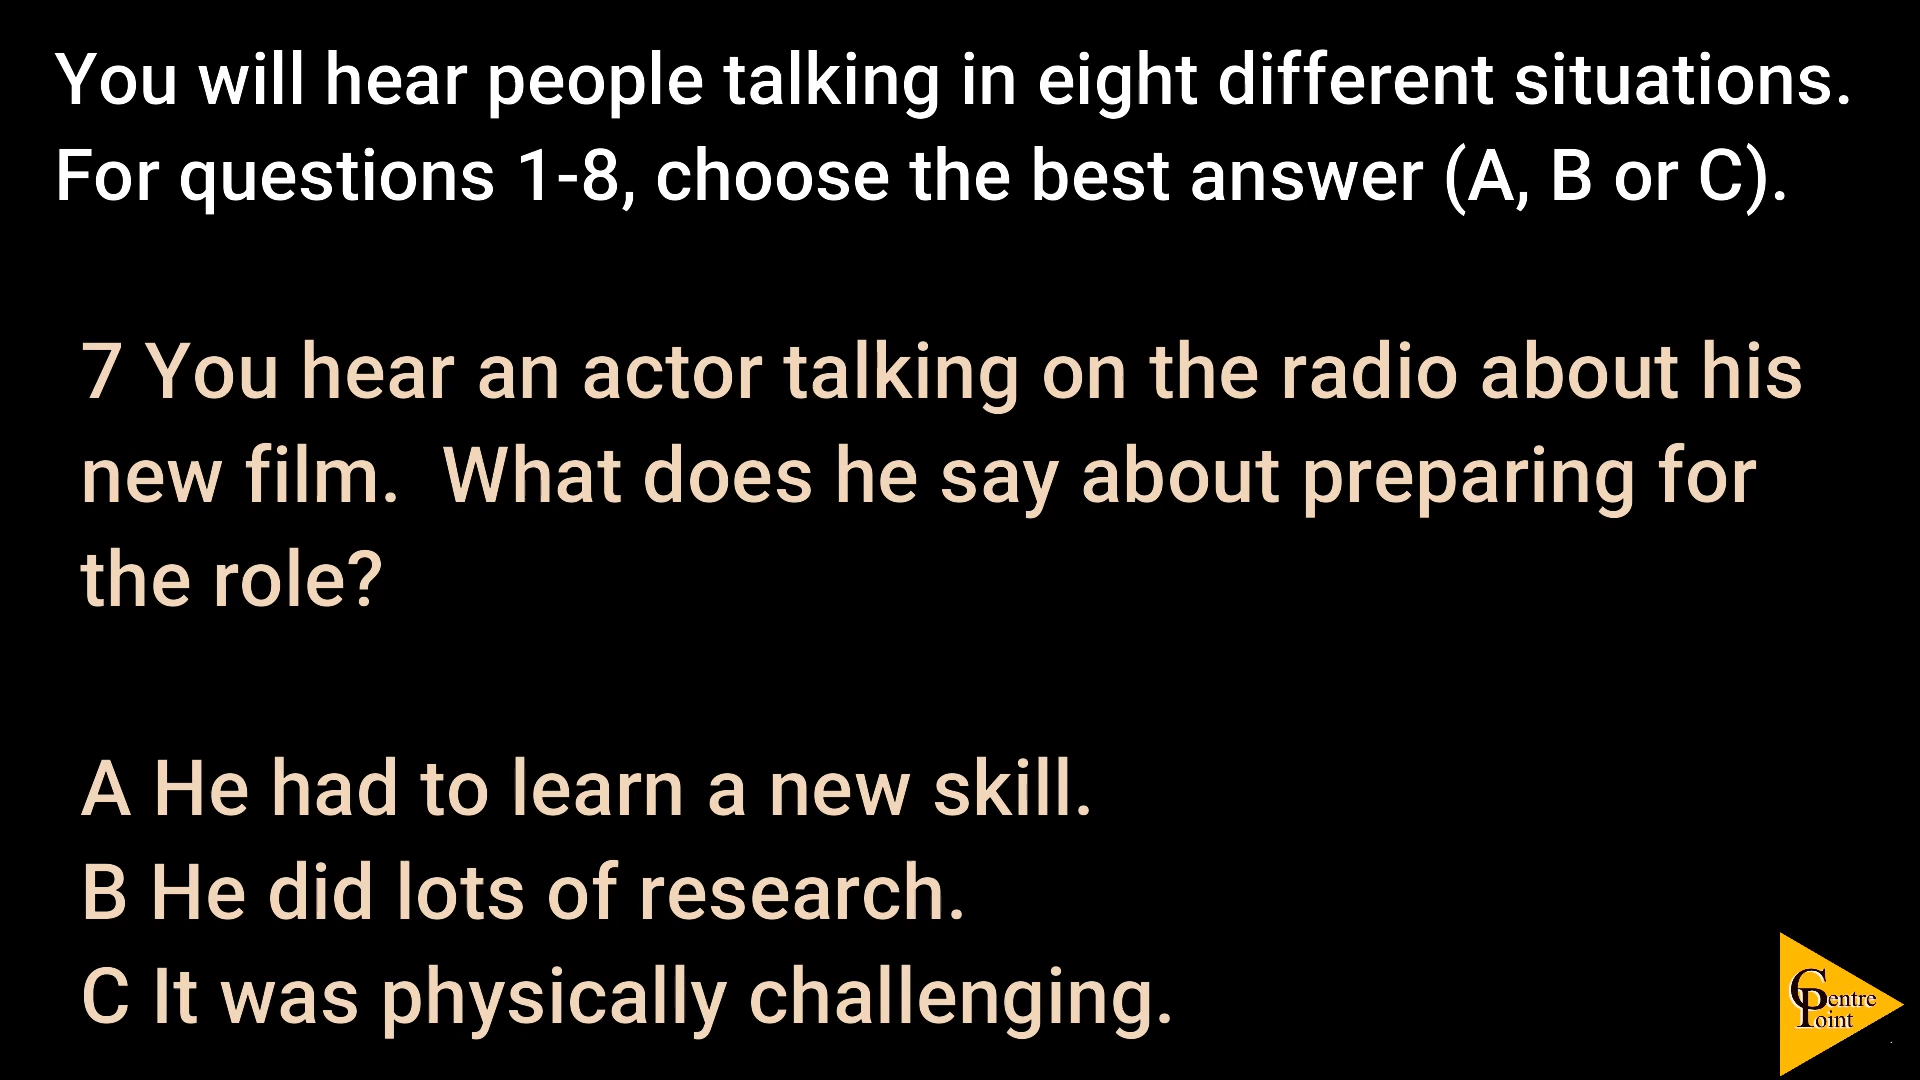 You will hear people talking in eight different situations.
For questions 1-8, choose the best answer (A, B or C).
7 You hear an actor talking on the radio about his
new film.  What does he say about preparing for
the role?
A He had to learn a new skill.
B He did lots of research.
C It was physically challenging.
Centre
Point